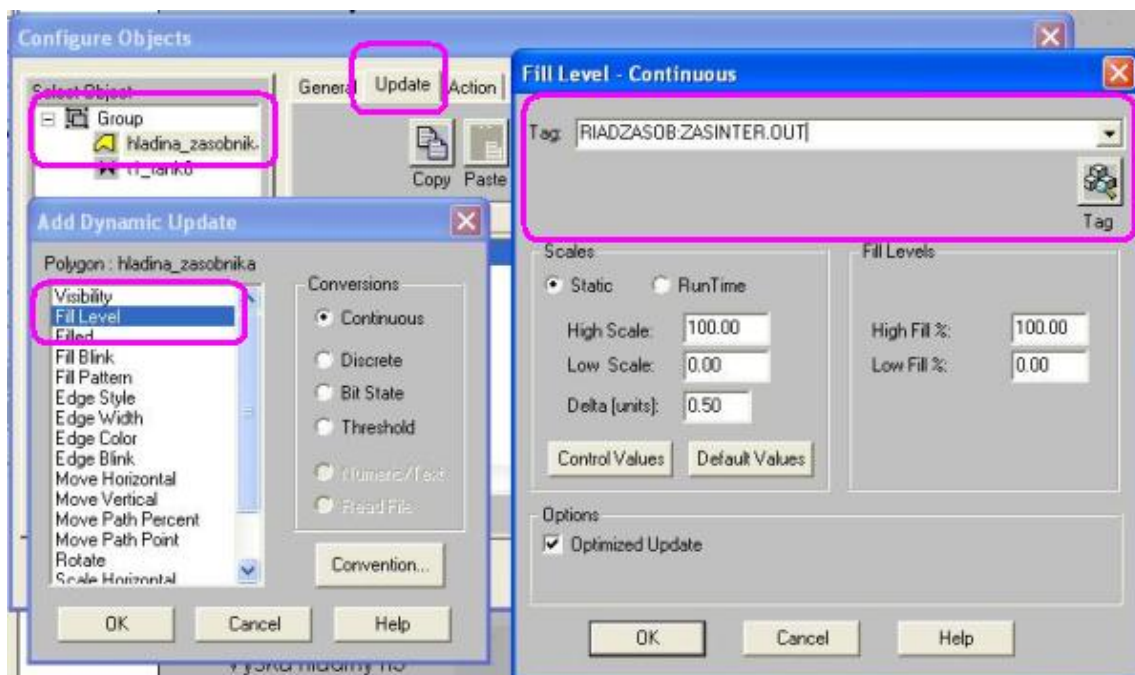 Configure Objects
Select Object
General Update Action
Group
hladina_zasobnik
t1_tank6
Copy Paste
Add Dynamic Update
Polygon : hladina_zasobnika
Visibility
Fill Level
Filled
Fill Blink
Fill Pattern
Edge Style
Edge Width
Edge Color
Edge Blink
Move Horizontal
Move Vertical
Move Path Percent
Move Path Point
Rotate
Scale Horizontal
Conversions
Continuous
Discrete
Bit State
Threshold
Numeric/Text
Read File
Convention...
OK Cancel Help
Fill Level - Continuous
Tag: RIADZASOB:ZASINTER.OUT
Tag
Scales
Static RunTime
High Scale: 100.00
Low Scale: 0.00
Delta [units]: 0.50
Control Values Default Values
Fill Levels
High Fill %: 100.00
Low Fill %: 0.00
Options
Optimized Update
OK Cancel Help